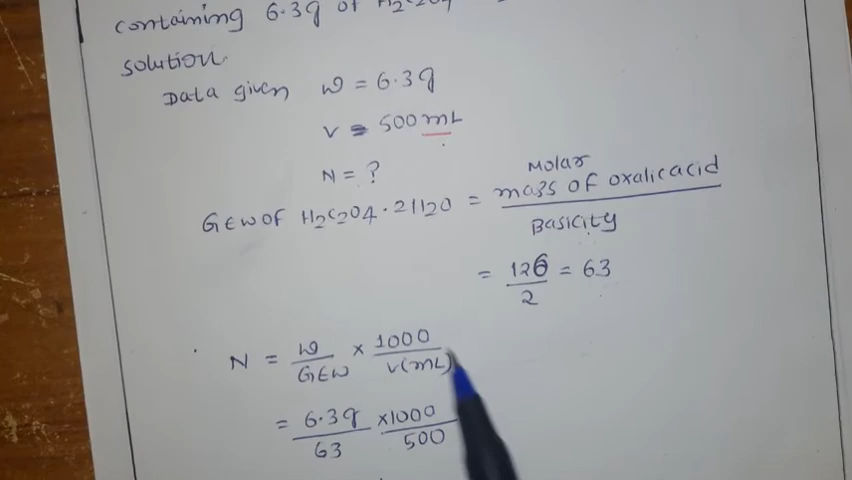 containing 6.3g of H2C2O4
solution.
Data given W = 6.3g
V = 500mL
N = ?
GEW OF H2C2O4·2H2O = Molar mass of oxalic acid / Basicity
= 126 / 2 = 63
N = W / GEW × 1000 / V(mL)
= 6.3g / 63 × 1000 / 500